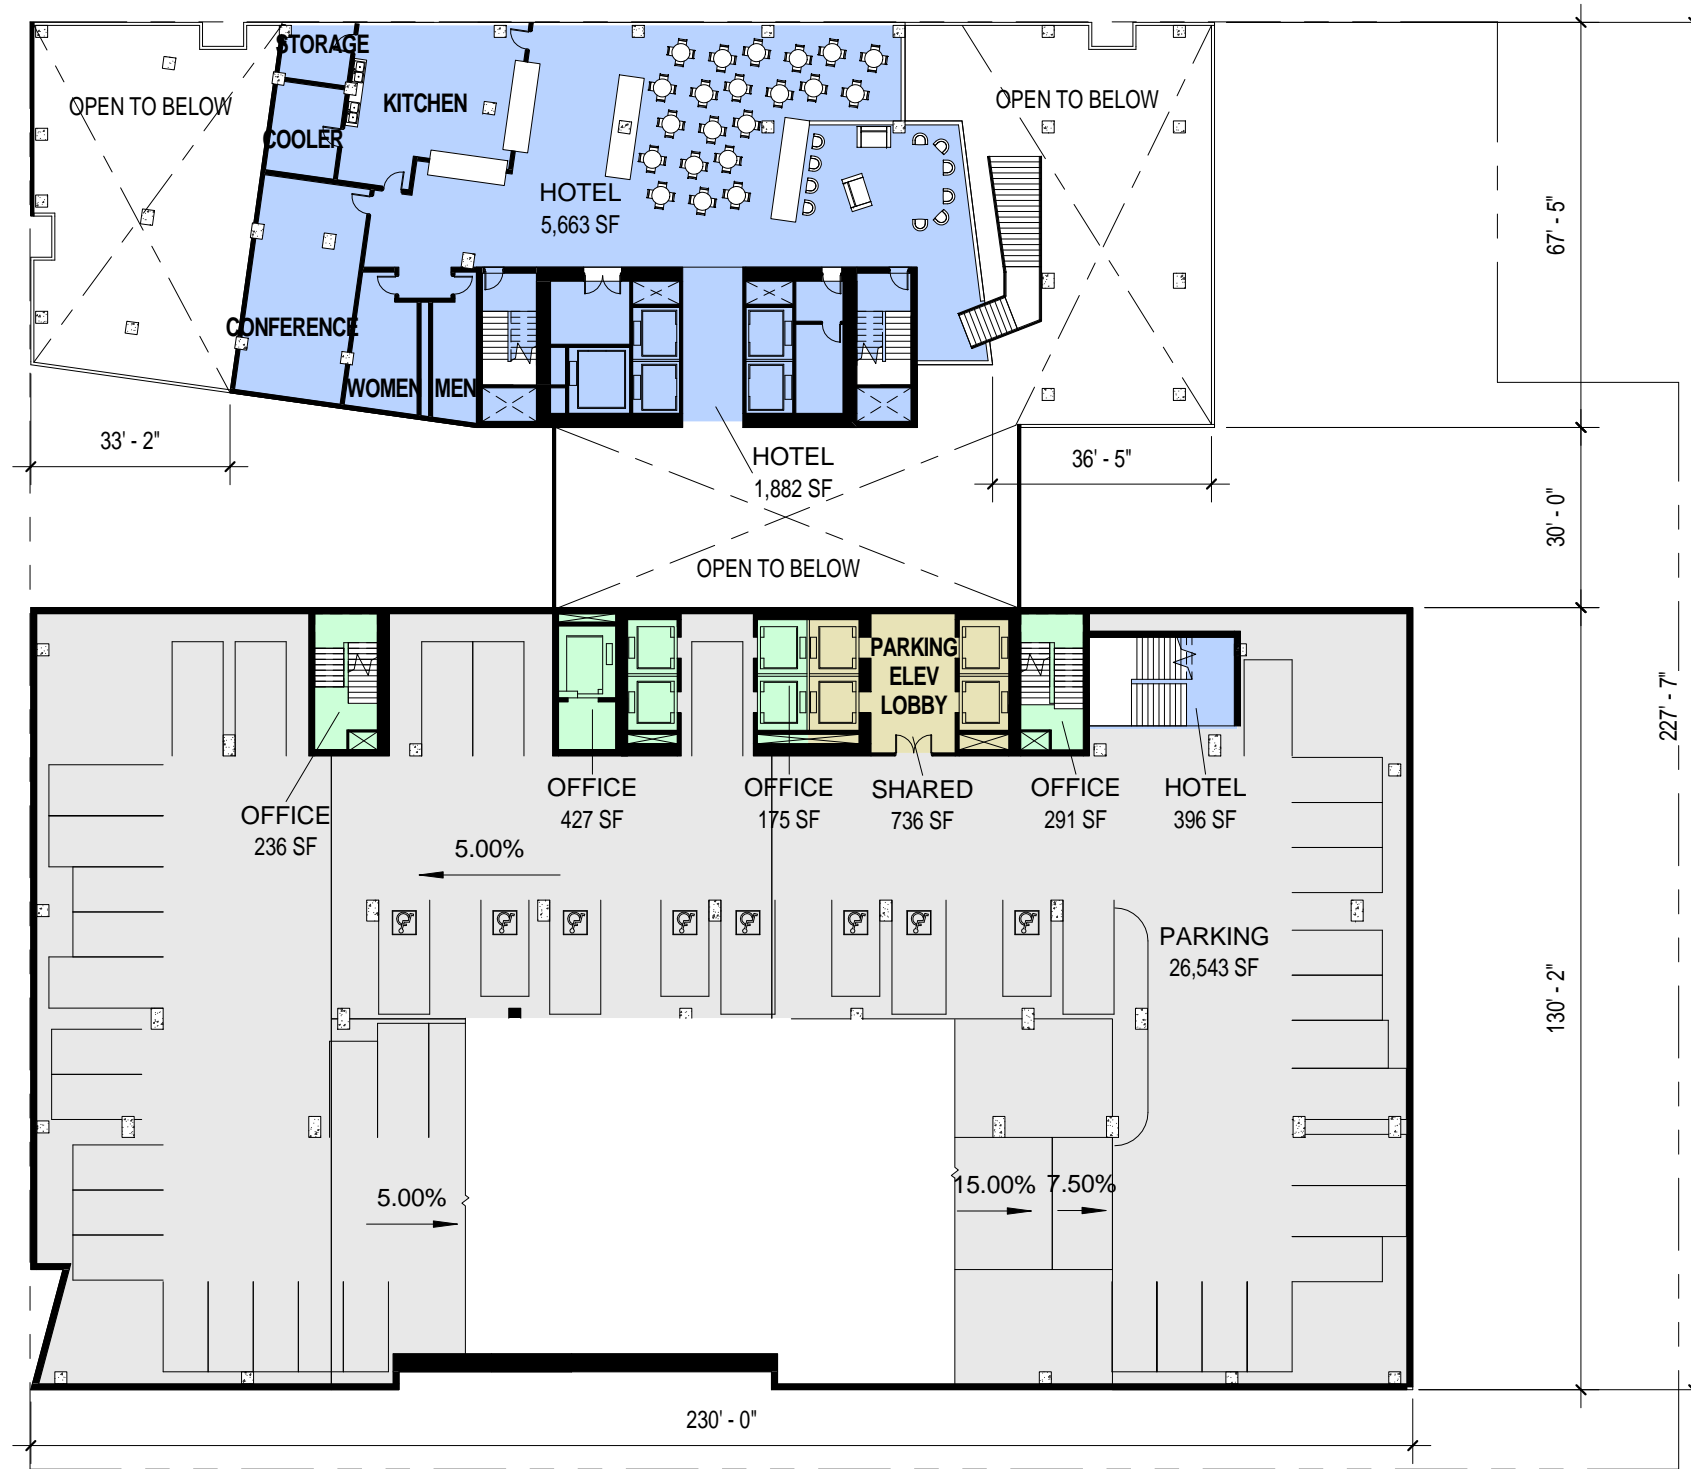 STORAGE
OPEN TO BELOW
KITCHEN
OPEN TO BELOW
COOLER
HOTEL
5,663 SF
67' - 5"
CONFERENCE
WOMEN
MEN
33' - 2"
HOTEL
1,882 SF
36' - 5"
30' - 0"
OPEN TO BELOW
PARKING
ELEV
LOBBY
227' - 7"
OFFICE
236 SF
OFFICE
427 SF
OFFICE
175 SF
SHARED
736 SF
OFFICE
291 SF
HOTEL
396 SF
5.00%
PARKING
26,543 SF
130' - 2"
5.00%
15.00%
7.50%
230' - 0"